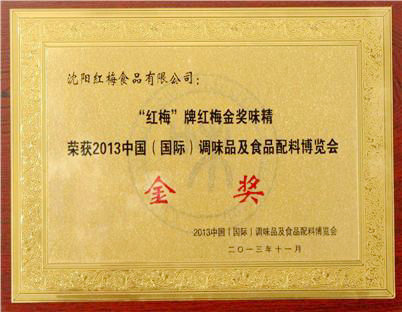 沈阳红梅食品有限公司：
“红梅”牌红梅金奖味精
荣获2013中国（国际）调味品及食品配料博览会
金奖
2013中国（国际）调味品及食品配料博览会
二〇一三年十一月